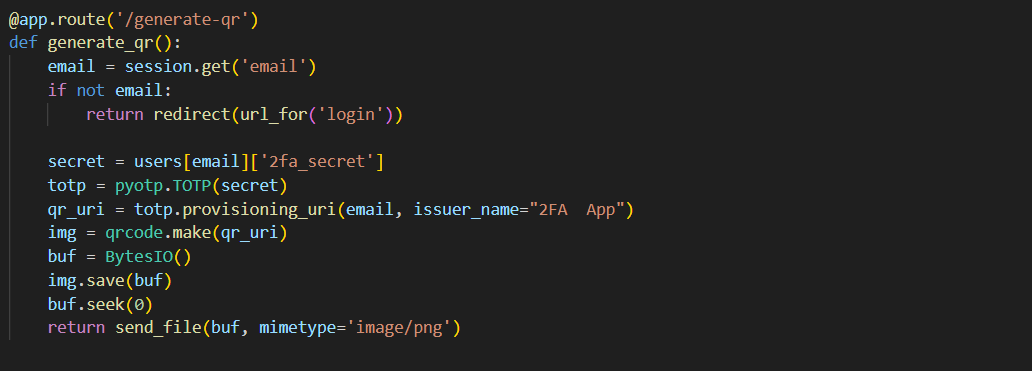 @app.route('/generate-qr')
def generate_qr():
    email = session.get('email')
    if not email:
        return redirect(url_for('login'))

    secret = users[email]['2fa_secret']
    totp = pyotp.TOTP(secret)
    qr_uri = totp.provisioning_uri(email, issuer_name="2FA  App")
    img = qrcode.make(qr_uri)
    buf = BytesIO()
    img.save(buf)
    buf.seek(0)
    return send_file(buf, mimetype='image/png')